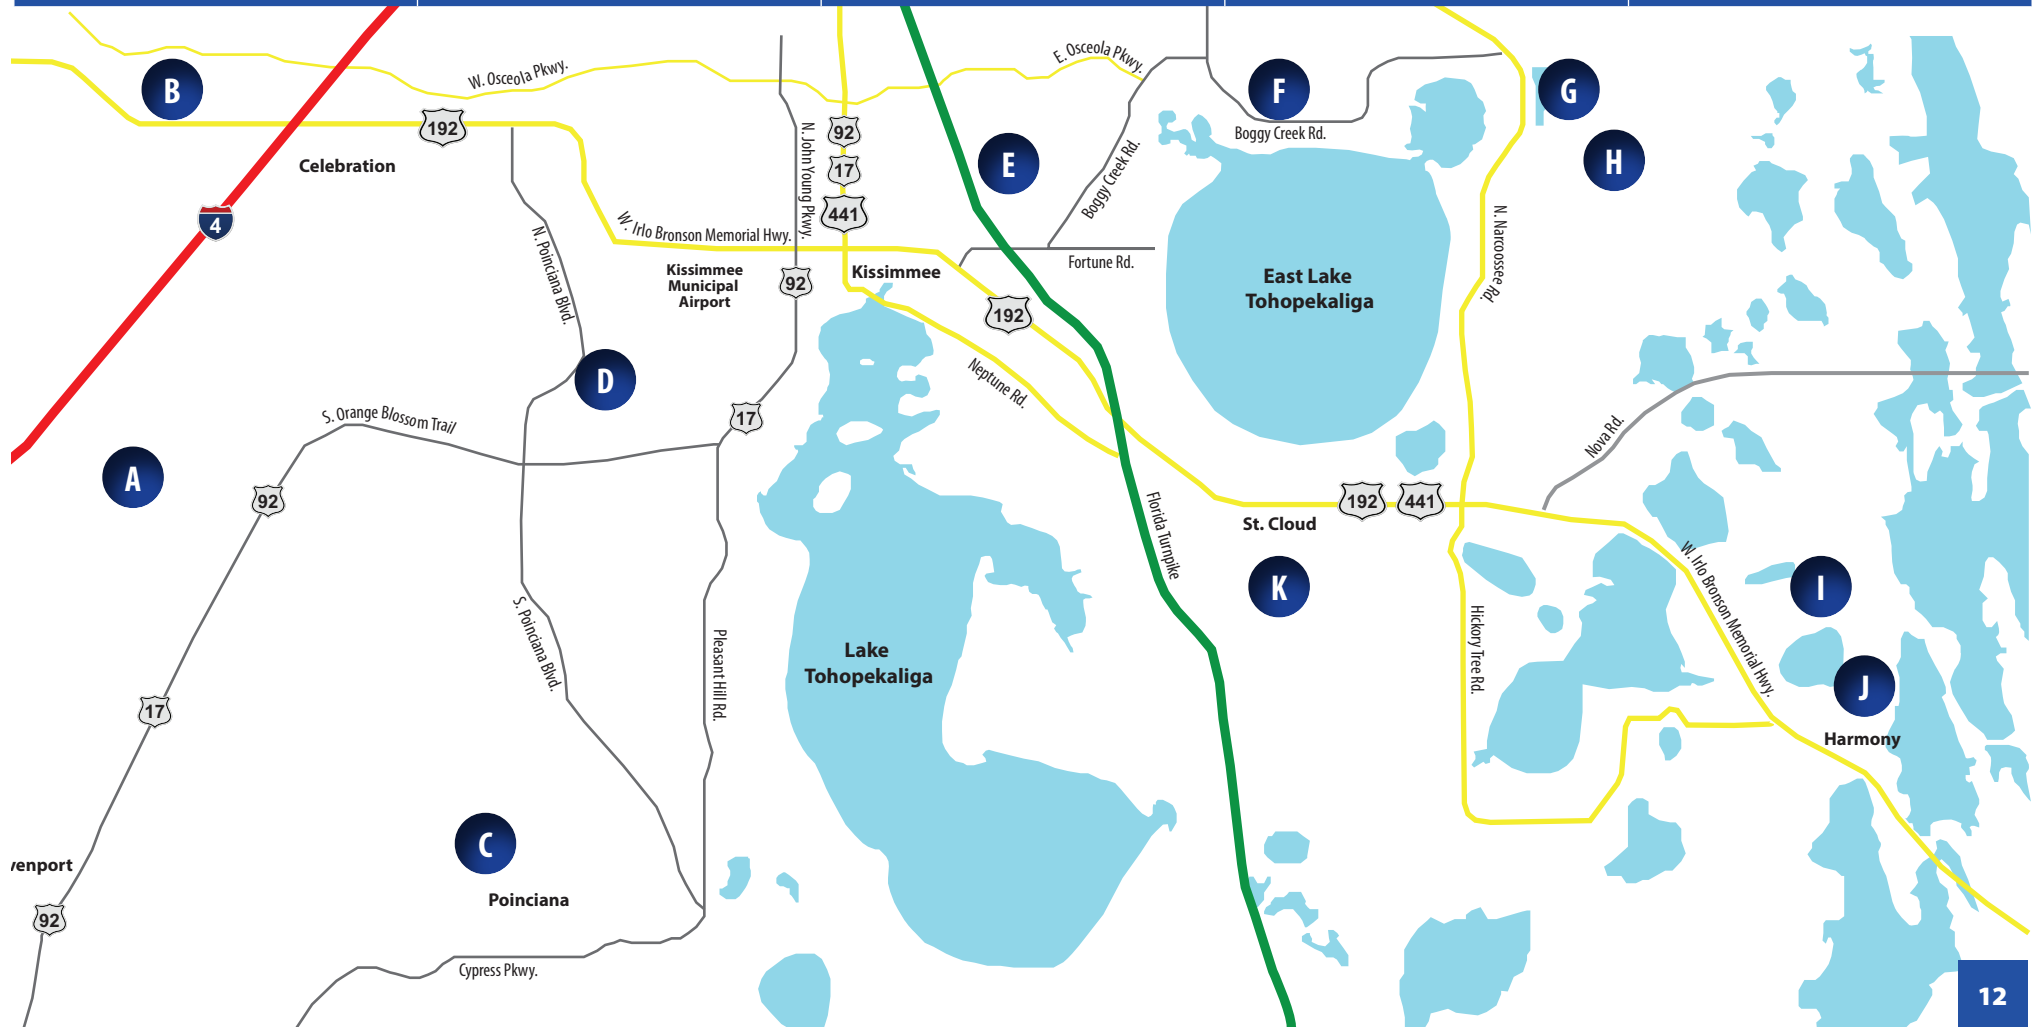 W. Osceola Pkwy.
E. Osceola Pkwy.
B
F
G
192
92
Boggy Creek Rd.
N. John Young Pkwy.
Celebration
17
E
Boggy Creek Rd.
H
4
441
N. Poinciana Blvd.
W. Irlo Bronson Memorial Hwy.
N. Narcoossee Rd.
Fortune Rd.
Kissimmee
Municipal
Airport
92
Kissimmee
East Lake
Tohopekaliga
192
D
Neptune Rd.
S. Orange Blossom Trail
17
Nova Rd.
A
92
192
441
St. Cloud
Florida Turnpike
K
I
W. Irlo Bronson Memorial Hwy.
S. Poinciana Blvd.
Pleasant Hill Rd.
Hickory Tree Rd.
Lake
Tohopekaliga
J
17
Harmony
C
venport
Poinciana
92
Cypress Pkwy.
12